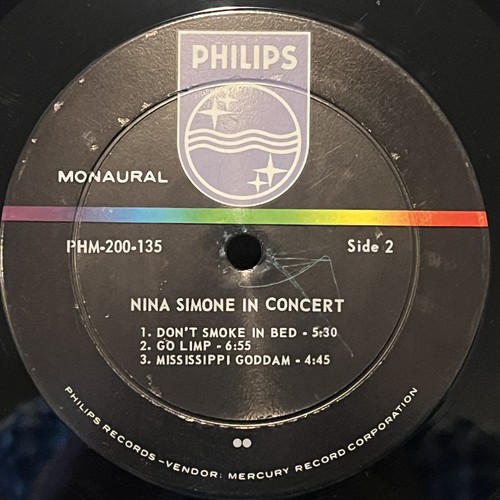 PHILIPS
MONAURAL
PHM-200-135
Side 2
NINA SIMONE IN CONCERT
1. DON'T SMOKE IN BED - 5:30
2. GO LIMP - 6:55
3. MISSISSIPPI GODDAM - 4:45
PHILIPS RECORDS -VENDOR: MERCURY RECORD CORPORATION